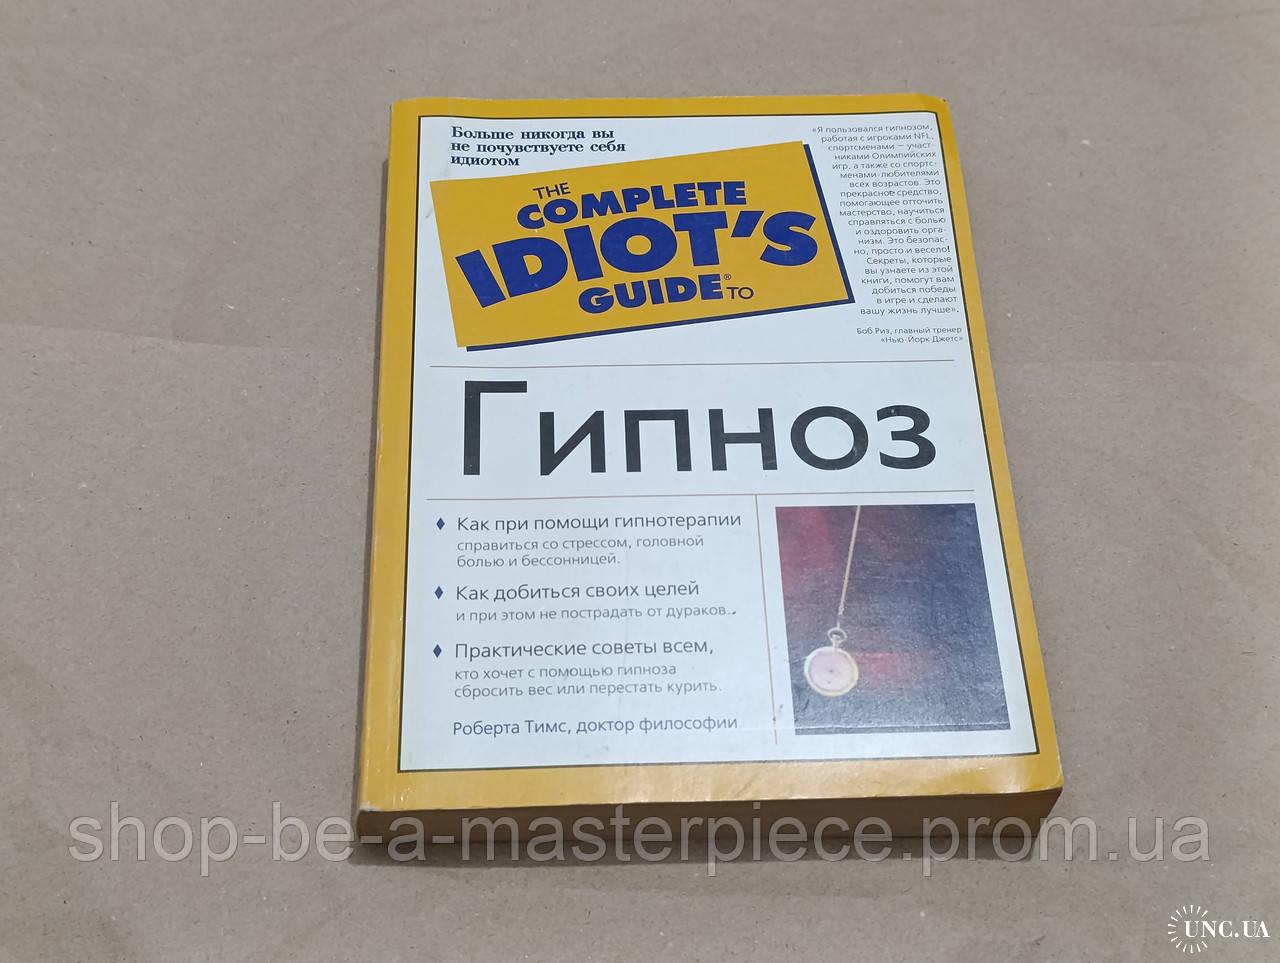 Больше никогда вы
не почувствуете себя
идиотом
THE
COMPLETE
IDIOT'S
GUIDE® TO
«Я пользовался гипнозом,
работая с игроками NFL,
спортсменами – участ-
никами Олимпийских
игр, а также со спортс-
менами-любителями
всех возрастов. Это
прекрасное средство,
помогающее отточить
мастерство, научиться
справляться с болью
и оздоровить орга-
низм. Это безопас-
но, просто и весело!
Секреты, которые
вы узнаете из этой
книги, помогут вам
добиться победы
в игре и сделают
вашу жизнь лучше».
Боб Риз, главный тренер
«Нью-Йорк Джетс»
Гипноз
♦ Как при помощи гипнотерапии
справиться со стрессом, головной
болью и бессонницей.
♦ Как добиться своих целей
и при этом не пострадать от дураков..
♦ Практические советы всем,
кто хочет с помощью гипноза
сбросить вес или перестать курить.
Роберта Тимс, доктор философии
shop-be-a-masterpiece.prom.ua
UNC.UA